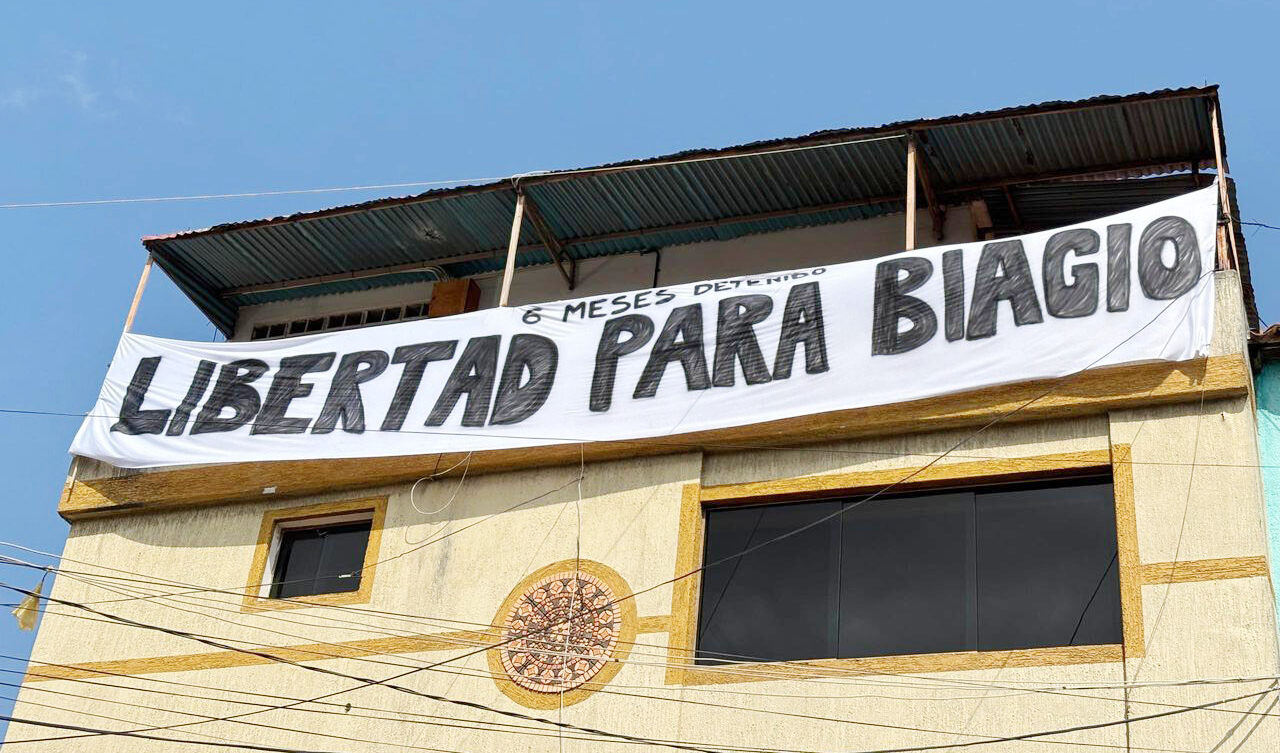 6 MESES DETENIDO
LIBERTAD PARA BIAGIO